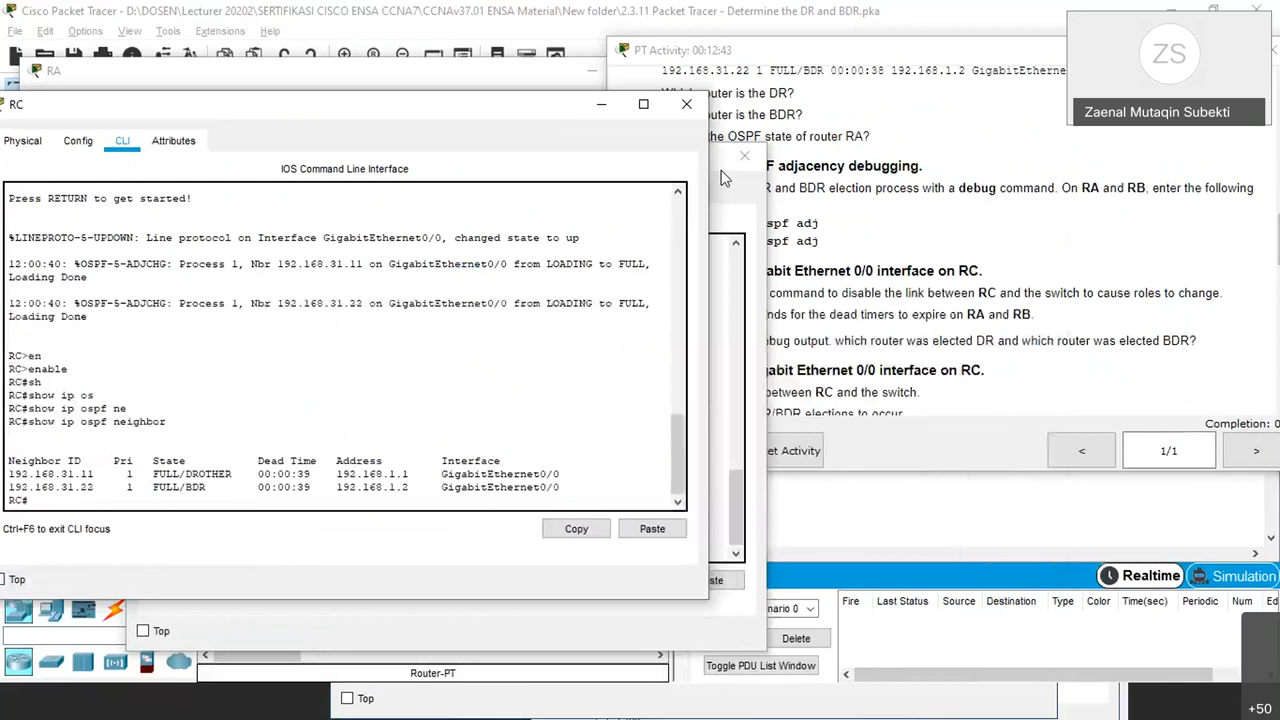 Cisco Packet Tracer - D:\DOSEN\Lecturer 20202\SERTIFIKASI CISCO ENSA CCNA7\CCNAv37.01 ENSA Material\New folder\2.3.11 Packet Tracer - Determine the DR and BDR.pka
File Edit Options View Tools Extensions Help
RA
PT Activity: 00:12:43
192.168.31.22 1 FULL/BDR 00:00:38 192.168.1.2 GigabitEtherne
outer is the DR?
outer is the BDR?
the OSPF state of router RA?
F adjacency debugging.
R and BDR election process with a debug command. On RA and RB, enter the following
spf adj
spf adj
abit Ethernet 0/0 interface on RC.
command to disable the link between RC and the switch to cause roles to change.
nds for the dead timers to expire on RA and RB.
ebug output. which router was elected DR and which router was elected BDR?
igabit Ethernet 0/0 interface on RC.
between RC and the switch.
R/BDR elections to occur
Completion: 0
et Activity
<
1/1
>
ZS
Zaenal Mutaqin Subekti
RC
Physical Config CLI Attributes
IOS Command Line Interface
Press RETURN to get started!
%LINEPROTO-5-UPDOWN: Line protocol on Interface GigabitEthernet0/0, changed state to up
12:00:40: %OSPF-5-ADJCHG: Process 1, Nbr 192.168.31.11 on GigabitEthernet0/0 from LOADING to FULL,
Loading Done
12:00:40: %OSPF-5-ADJCHG: Process 1, Nbr 192.168.31.22 on GigabitEthernet0/0 from LOADING to FULL,
Loading Done
RC>en
RC>enable
RC#sh
RC#show ip os
RC#show ip ospf ne
RC#show ip ospf neighbor
Neighbor ID Pri State Dead Time Address Interface
192.168.31.11 1 FULL/DROTHER 00:00:39 192.168.1.1 GigabitEthernet0/0
192.168.31.22 1 FULL/BDR 00:00:39 192.168.1.2 GigabitEthernet0/0
RC#
Ctrl+F6 to exit CLI focus
Copy
Paste
Top
ste
Top
Realtime
Simulation
nario 0
Fire Last Status Source Destination Type Color Time(sec) Periodic Num Ed
Delete
Toggle PDU List Window
Router-PT
Top
+50